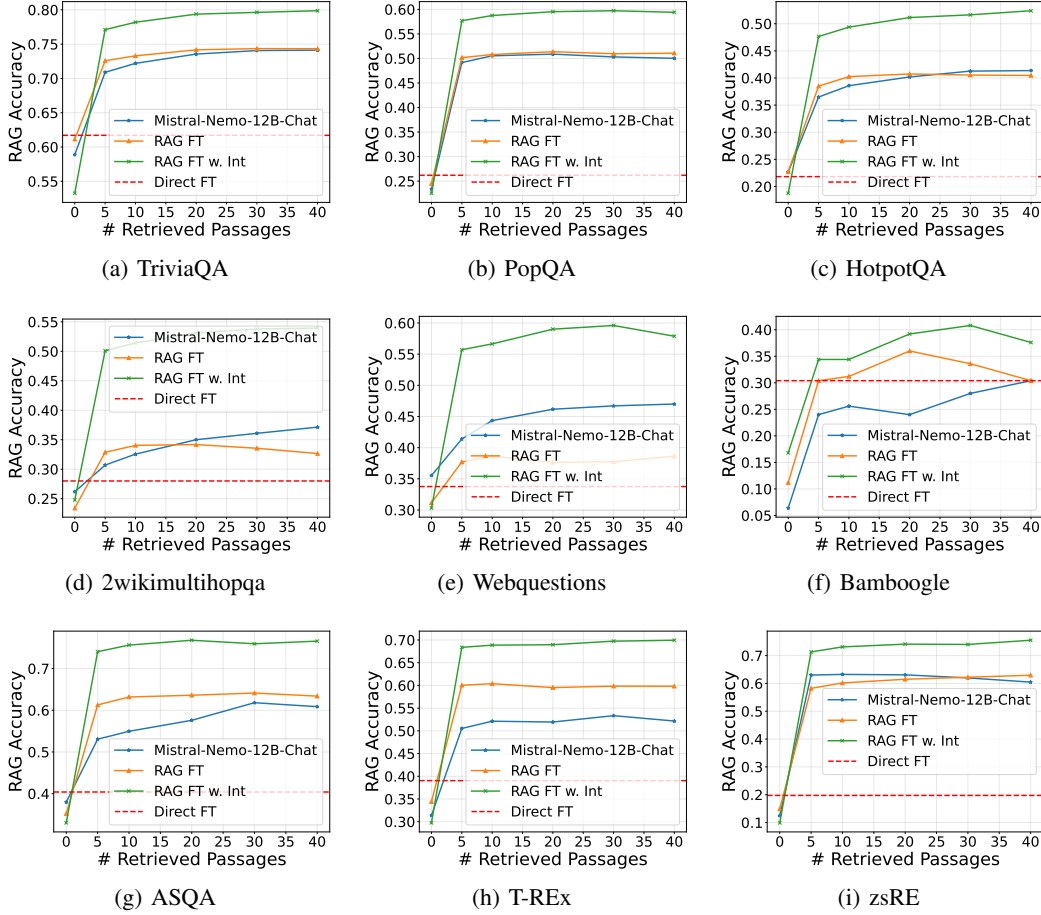 0.80
0.75
0.70
0.65
0.60
0.55
RAG Accuracy
Mistral-Nemo-12B-Chat
RAG FT
RAG FT w. Int
Direct FT
0 5 10 15 20 25 30 35 40
# Retrieved Passages
(a) TriviaQA
0.60
0.55
0.50
0.45
0.40
0.35
0.30
0.25
RAG Accuracy
Mistral-Nemo-12B-Chat
RAG FT
RAG FT w. Int
Direct FT
0 5 10 15 20 25 30 35 40
# Retrieved Passages
(b) PopQA
0.50
0.45
0.40
0.35
0.30
0.25
0.20
RAG Accuracy
Mistral-Nemo-12B-Chat
RAG FT
RAG FT w. Int
Direct FT
0 5 10 15 20 25 30 35 40
# Retrieved Passages
(c) HotpotQA
0.55
0.50
0.45
0.40
0.35
0.30
0.25
RAG Accuracy
Mistral-Nemo-12B-Chat
RAG FT
RAG FT w. Int
Direct FT
0 5 10 15 20 25 30 35 40
# Retrieved Passages
(d) 2wikimultihopqa
0.60
0.55
0.50
0.45
0.40
0.35
0.30
RAG Accuracy
Mistral-Nemo-12B-Chat
RAG FT
RAG FT w. Int
Direct FT
0 5 10 15 20 25 30 35 40
# Retrieved Passages
(e) Webquestions
0.40
0.35
0.30
0.25
0.20
0.15
0.10
0.05
RAG Accuracy
Mistral-Nemo-12B-Chat
RAG FT
RAG FT w. Int
Direct FT
0 5 10 15 20 25 30 35 40
# Retrieved Passages
(f) Bamboogle
0.7
0.6
0.5
0.4
RAG Accuracy
Mistral-Nemo-12B-Chat
RAG FT
RAG FT w. Int
Direct FT
0 5 10 15 20 25 30 35 40
# Retrieved Passages
(g) ASQA
0.70
0.65
0.60
0.55
0.50
0.45
0.40
0.35
0.30
RAG Accuracy
Mistral-Nemo-12B-Chat
RAG FT
RAG FT w. Int
Direct FT
0 5 10 15 20 25 30 35 40
# Retrieved Passages
(h) T-REx
0.7
0.6
0.5
0.4
0.3
0.2
0.1
RAG Accuracy
Mistral-Nemo-12B-Chat
RAG FT
RAG FT w. Int
Direct FT
0 5 10 15 20 25 30 35 40
# Retrieved Passages
(i) zsRE